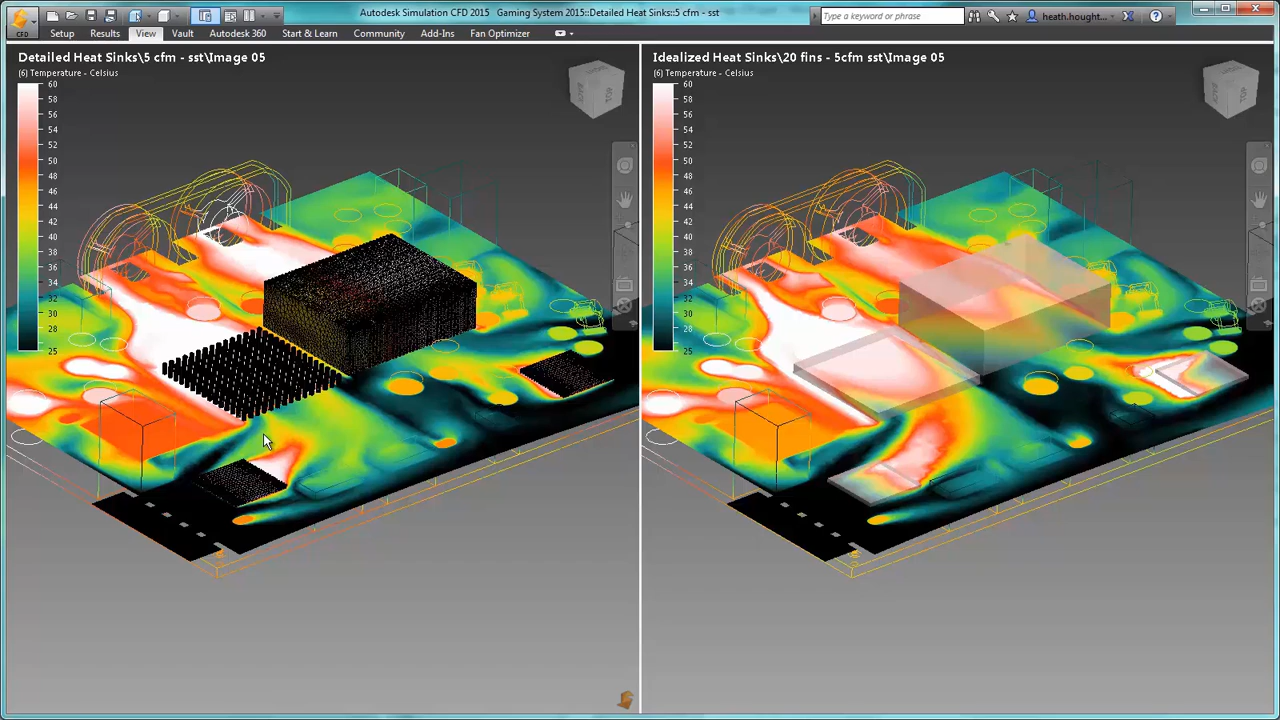 Autodesk Simulation CFD 2015   Gaming System 2015::Detailed Heat Sinks::5 cfm - sst
Type a keyword or phrase
heath.hought...
CFD
Setup
Results
View
Vault
Autodesk 360
Start & Learn
Community
Add-Ins
Fan Optimizer
Detailed Heat Sinks\5 cfm - sst\Image 05
(6) Temperature - Celsius
60
58
56
54
52
50
48
46
44
42
40
38
36
34
32
30
28
25
Idealized Heat Sinks\20 fins - 5cfm sst\Image 05
(6) Temperature - Celsius
60
58
56
54
52
50
48
46
44
42
40
38
36
34
32
30
28
25
TOP